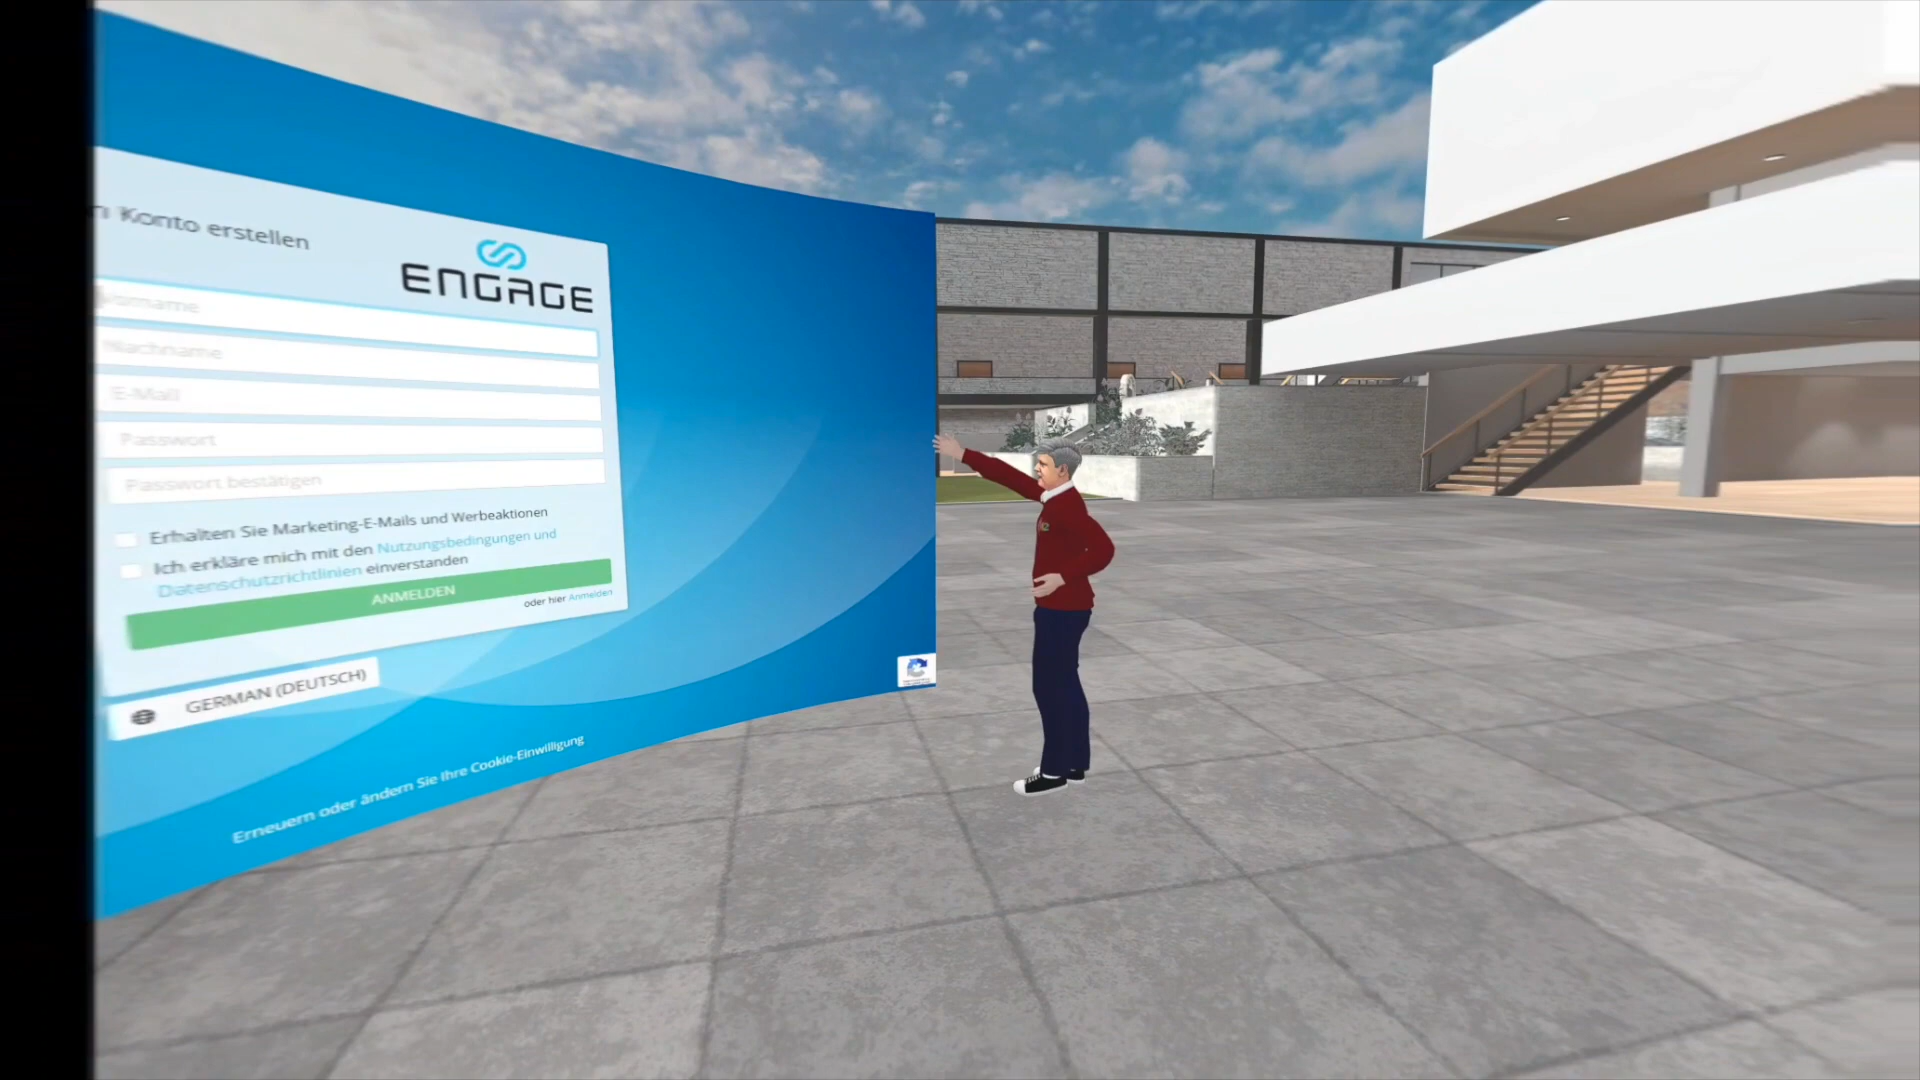 Konto erstellen
ENGAGE
Vorname
Nachname
E-Mail
Passwort
Passwort bestätigen
Erhalten Sie Marketing-E-Mails und Werbeaktionen
Ich erkläre mich mit den Nutzungsbedingungen und
Datenschutzrichtlinien einverstanden
ANMELDEN
oder hier Anmelden
GERMAN (DEUTSCH)
Erneuern oder ändern Sie Ihre Cookie-Einwilligung